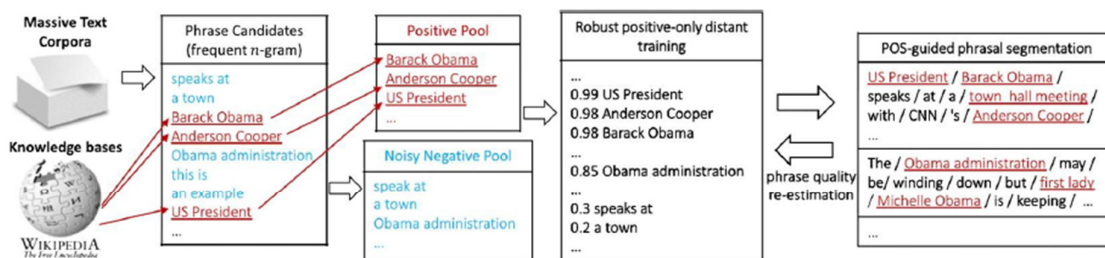 Massive Text
Corpora
Knowledge bases
WIKIPEDIA
The Free Encyclopedia
Phrase Candidates
(frequent n-gram)
speaks at
a town
Barack Obama
Anderson Cooper
Obama administration
this is
an example
US President
...
Positive Pool
Barack Obama
Anderson Cooper
US President
...
Noisy Negative Pool
speak at
a town
Obama administration
...
Robust positive-only distant
training
...
0.99 US President
0.98 Anderson Cooper
0.98 Barack Obama
...
0.85 Obama administration
...
0.3 speaks at
0.2 a town
...
phrase quality
re-estimation
POS-guided phrasal segmentation
US President / Barack Obama /
speaks / at / a / town hall meeting /
with / CNN / 's / Anderson Cooper /
...
The / Obama administration / may /
be/ winding / down / but / first lady
/ Michelle Obama / is / keeping / ...
...